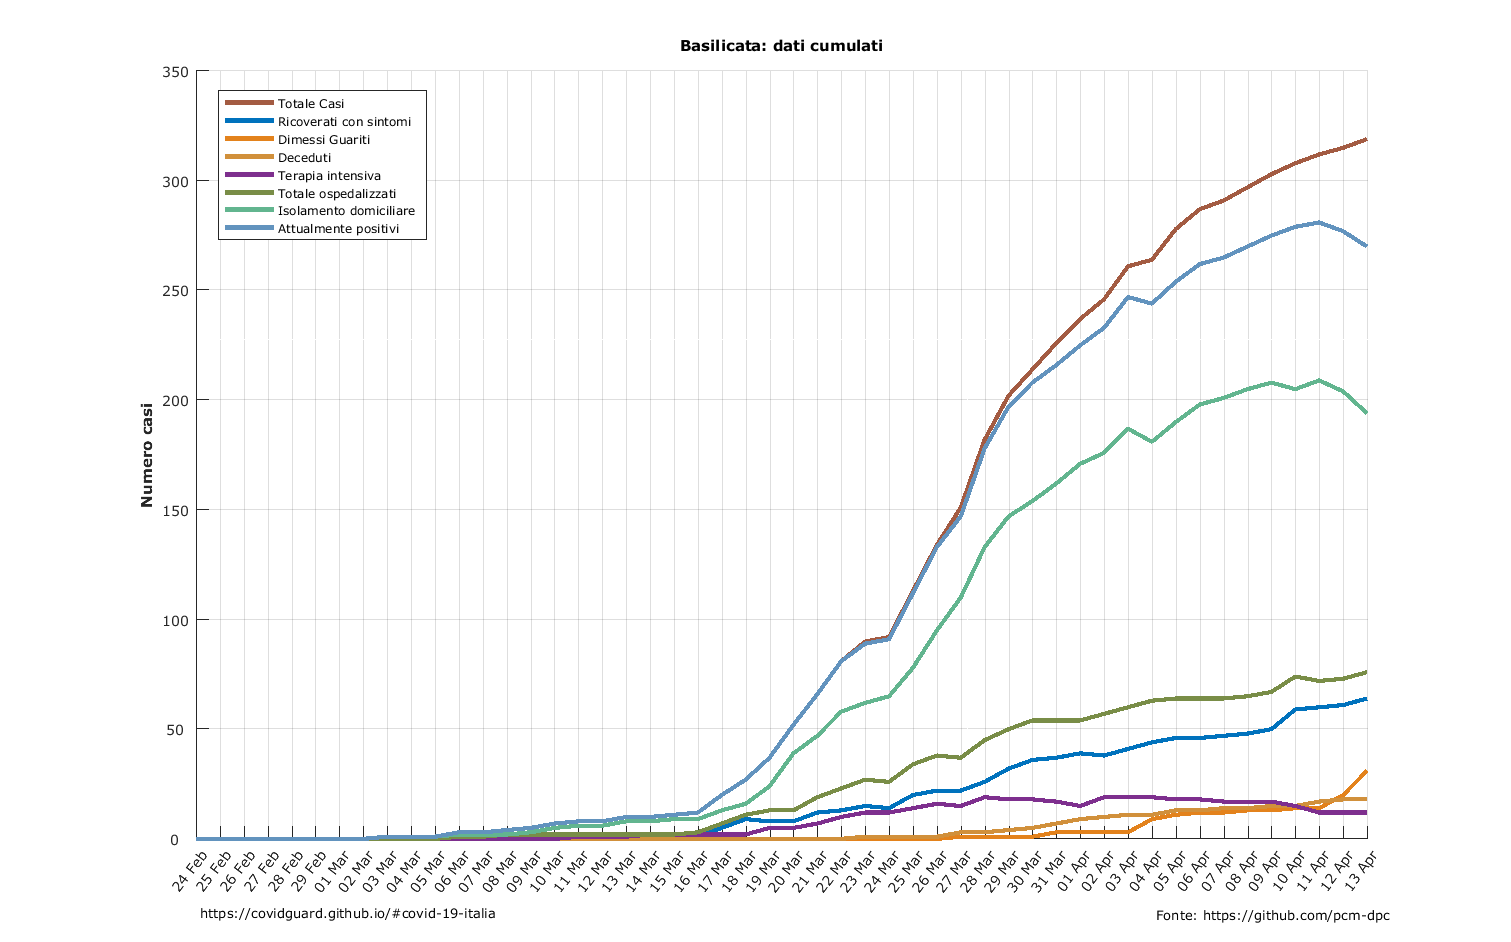 Basilicata: dati cumulati
350
300
250
200
150
100
50
0
Numero casi
Totale Casi
Ricoverati con sintomi
Dimessi Guariti
Deceduti
Terapia intensiva
Totale ospedalizzati
Isolamento domiciliare
Attualmente positivi
24 Feb
25 Feb
26 Feb
27 Feb
28 Feb
29 Feb
01 Mar
02 Mar
03 Mar
04 Mar
05 Mar
06 Mar
07 Mar
08 Mar
09 Mar
10 Mar
11 Mar
12 Mar
13 Mar
14 Mar
15 Mar
16 Mar
17 Mar
18 Mar
19 Mar
20 Mar
21 Mar
22 Mar
23 Mar
24 Mar
25 Mar
26 Mar
27 Mar
28 Mar
29 Mar
30 Mar
31 Mar
01 Apr
02 Apr
03 Apr
04 Apr
05 Apr
06 Apr
07 Apr
08 Apr
09 Apr
10 Apr
11 Apr
12 Apr
13 Apr
https://covidguard.github.io/#covid-19-italia
Fonte: https://github.com/pcm-dpc